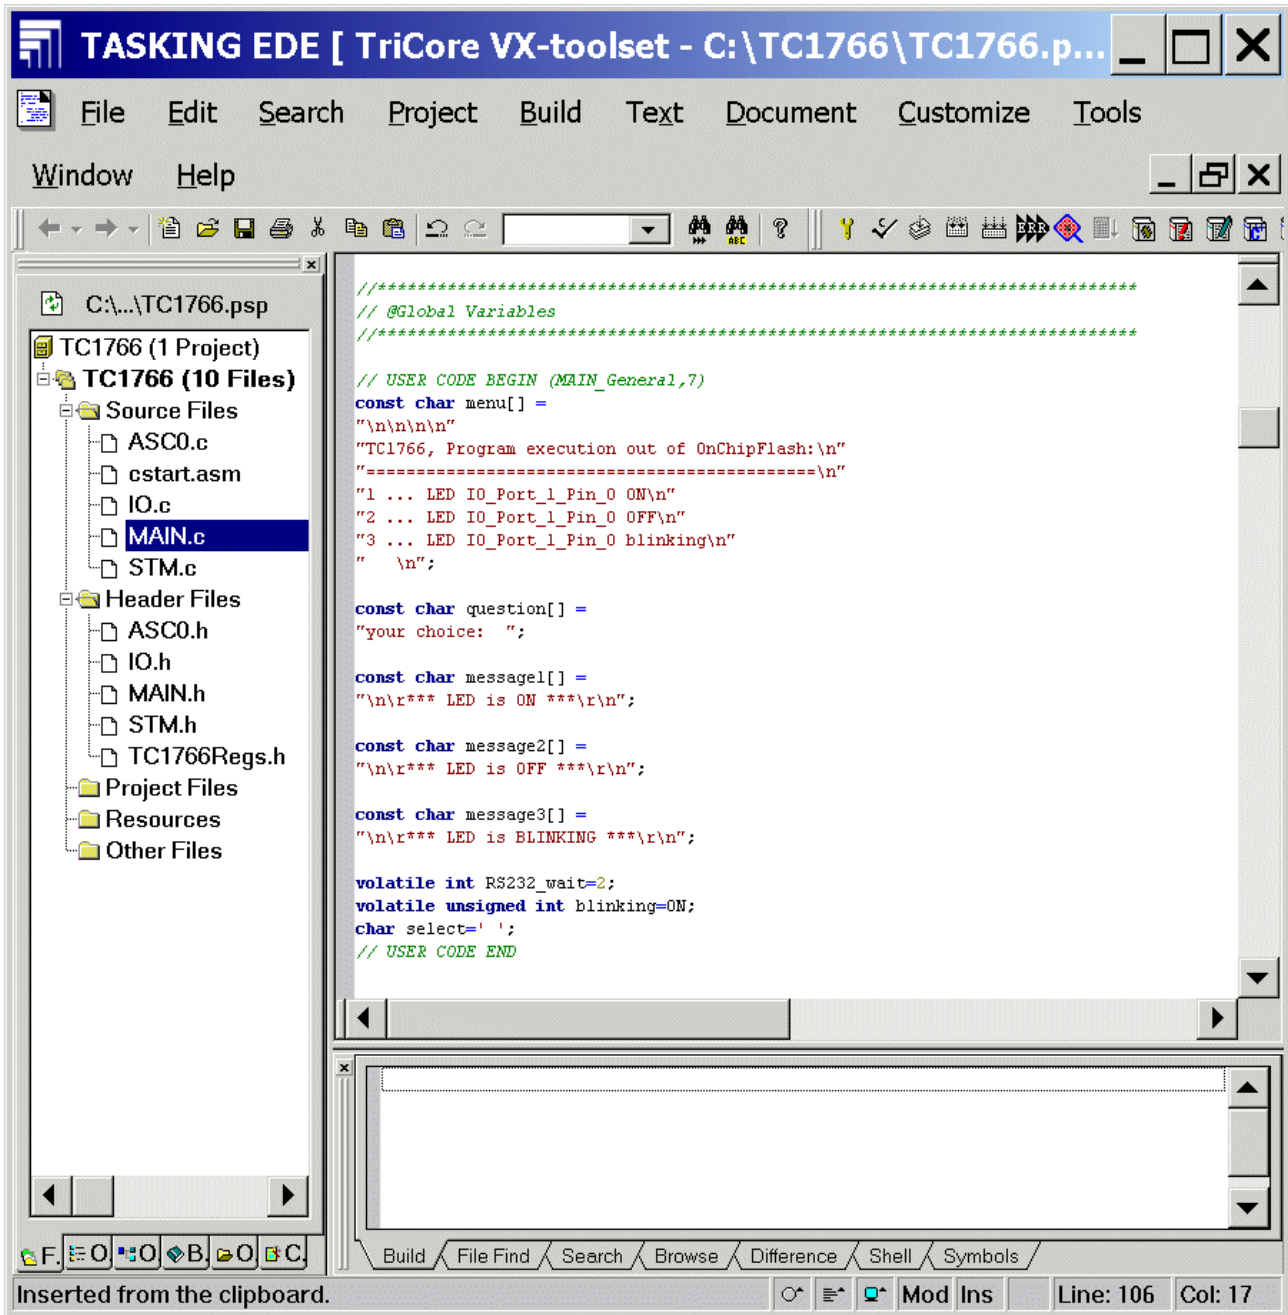 TASKING EDE [ TriCore VX-toolset - C:\TC1766\TC1766.p...
File Edit Search Project Build Text Document Customize Tools
Window Help
C:\...\TC1766.psp
TC1766 (1 Project)
TC1766 (10 Files)
Source Files
ASC0.c
cstart.asm
IO.c
MAIN.c
STM.c
Header Files
ASC0.h
IO.h
MAIN.h
STM.h
TC1766Regs.h
Project Files
Resources
Other Files
F. O. O. B. O. C.
//****************************************************************************
// @Global Variables
//****************************************************************************
// USER CODE BEGIN (MAIN_General,7)
const char menu[] =
"\n\n\n\n"
"TC1766, Program execution out of OnChipFlash:\n"
"=============================================\n"
"1 ... LED IO_Port_1_Pin_0 ON\n"
"2 ... LED IO_Port_1_Pin_0 OFF\n"
"3 ... LED IO_Port_1_Pin_0 blinking\n"
"   \n";
const char question[] =
"your choice:  ";
const char message1[] =
"\n\r*** LED is ON ***\r\n";
const char message2[] =
"\n\r*** LED is OFF ***\r\n";
const char message3[] =
"\n\r*** LED is BLINKING ***\r\n";
volatile int RS232_wait=2;
volatile unsigned int blinking=ON;
char select=' ';
// USER CODE END
Build File Find Search Browse Difference Shell Symbols
Inserted from the clipboard. Mod Ins Line: 106 Col: 17